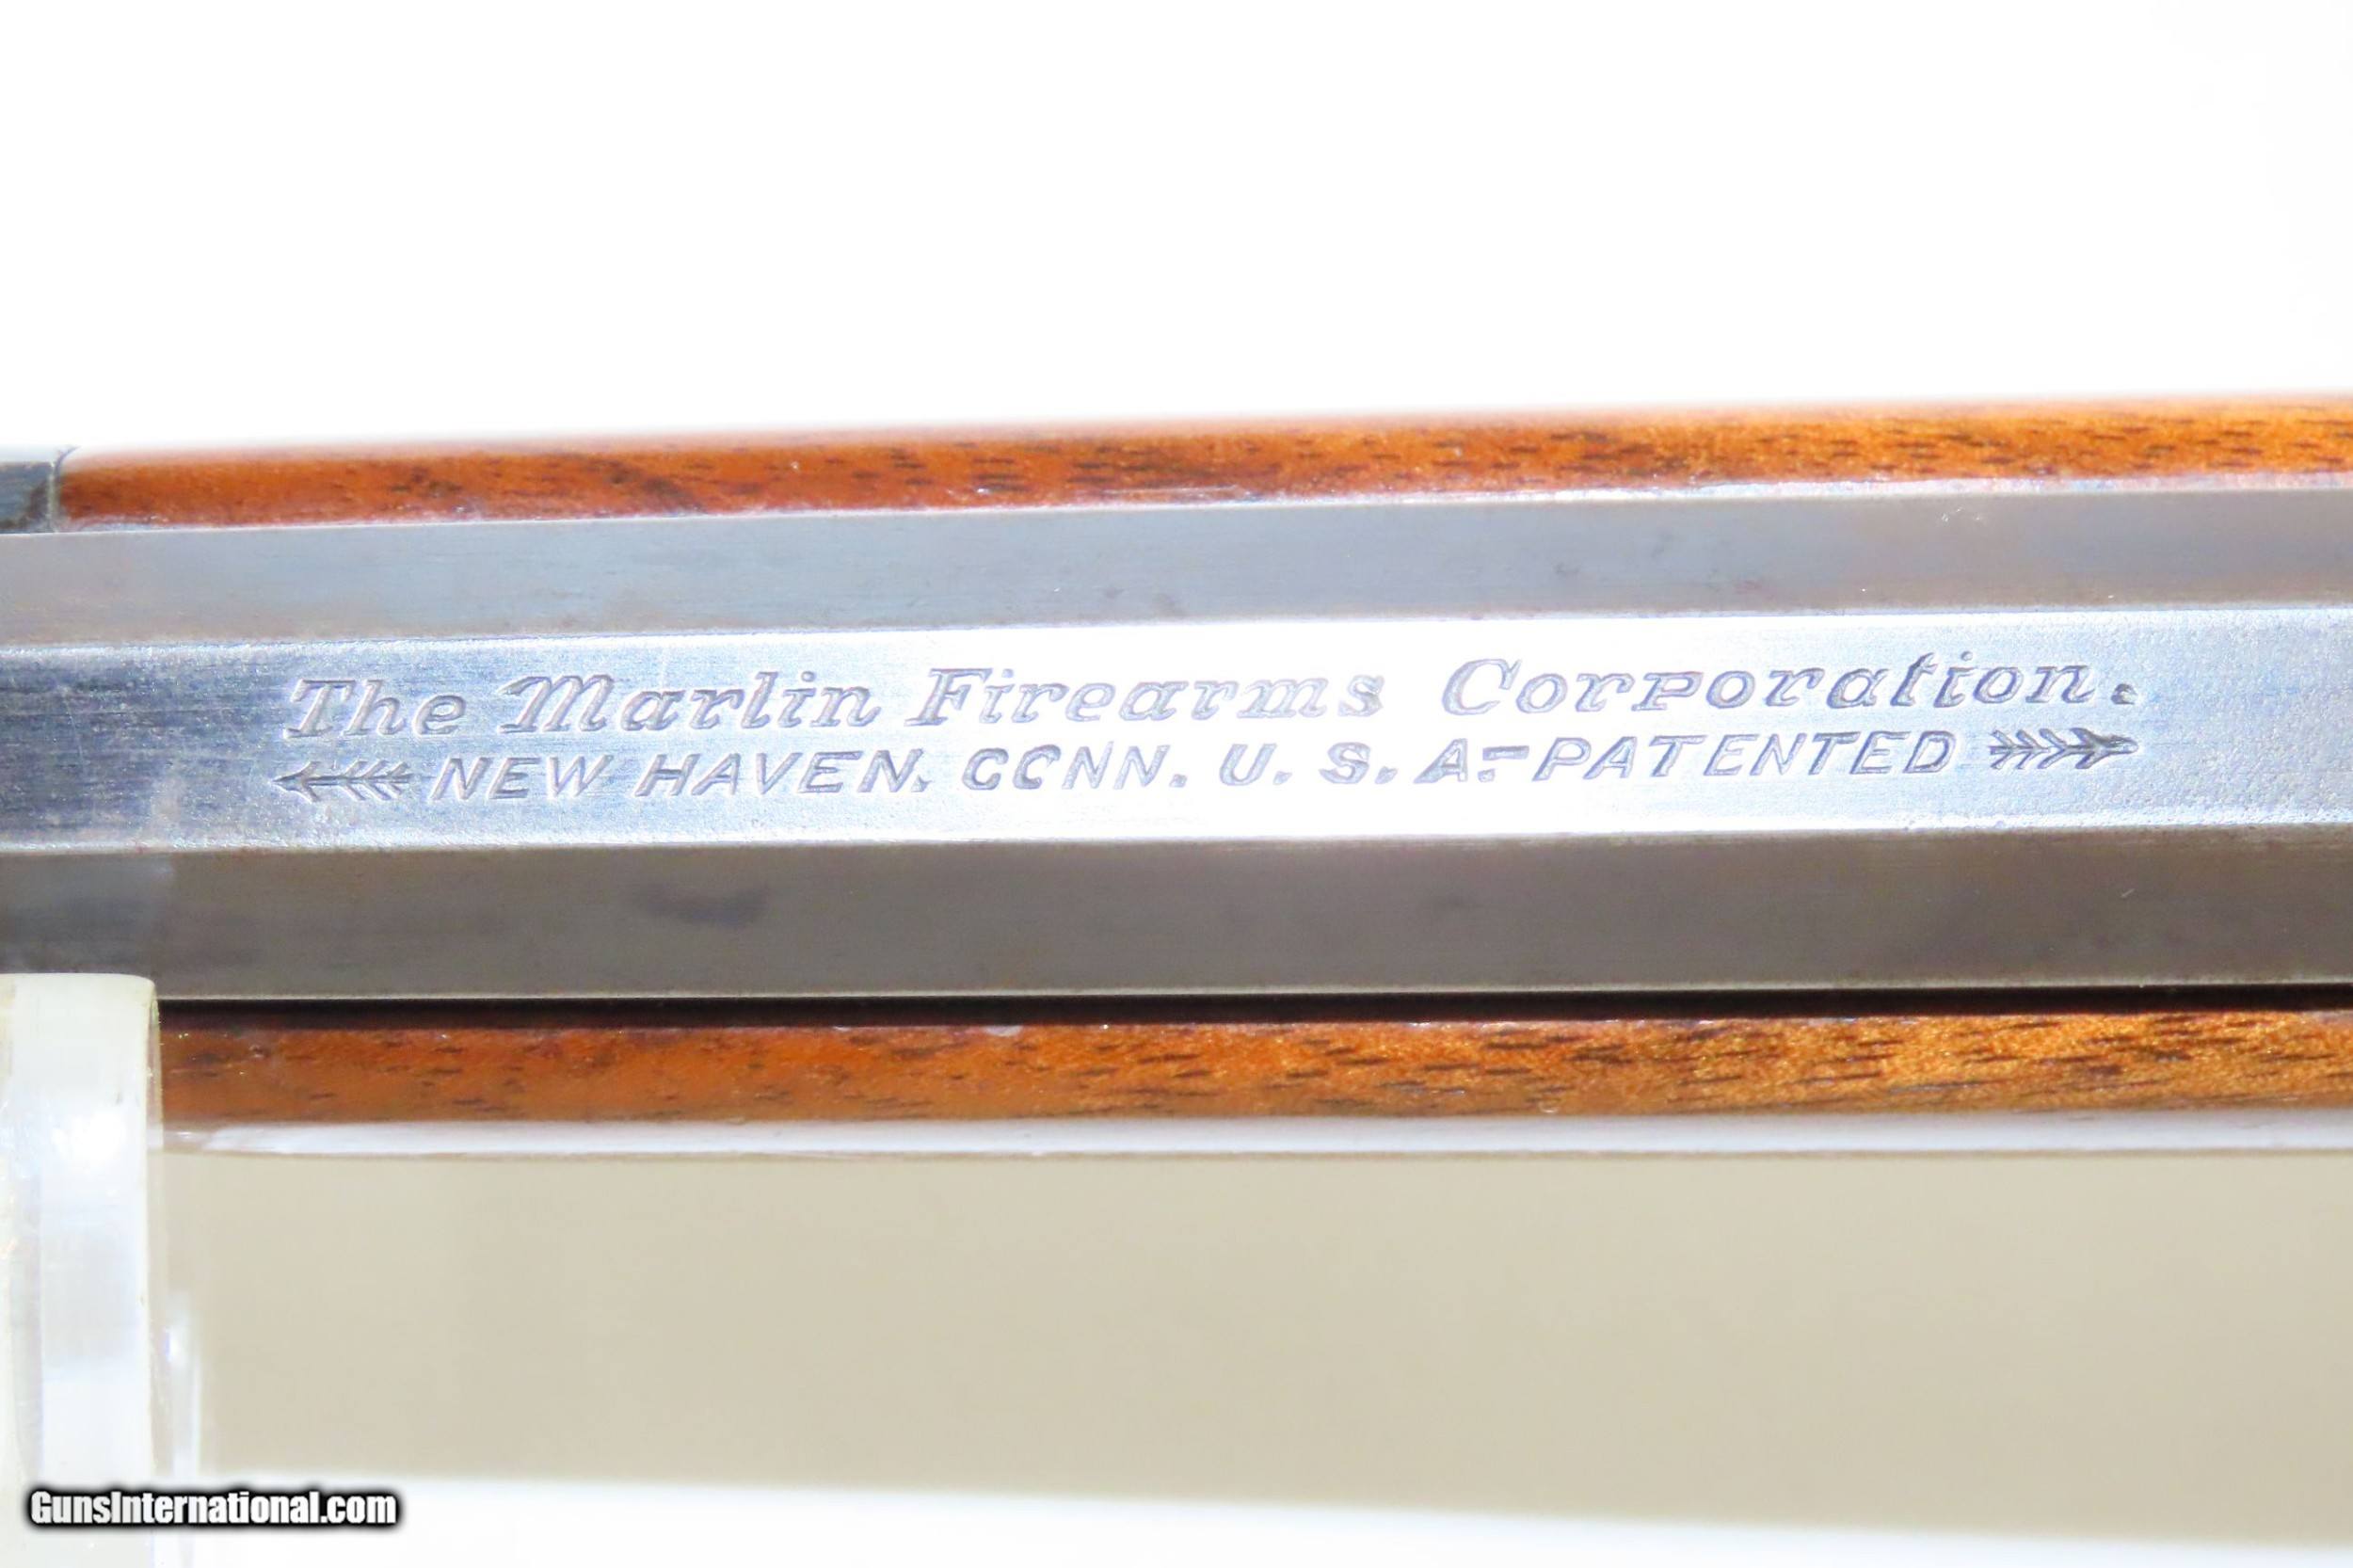 The Marlin Firearms Corporation.
NEW HAVEN, CONN. U. S. A.-PATENTED
GunsInternational.com